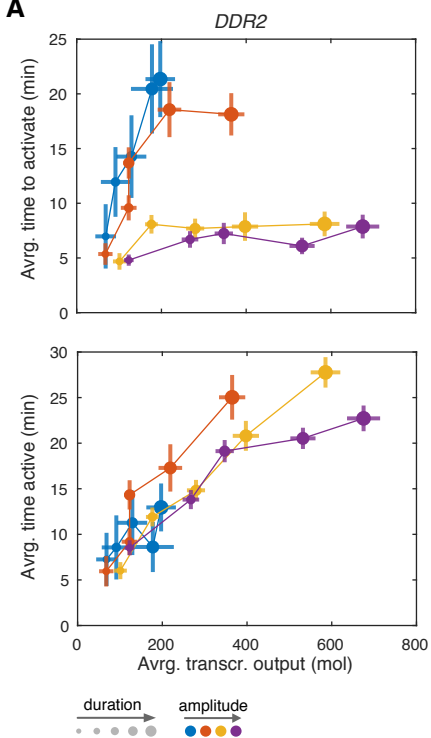 A
DDR2
Avrg. time to activate (min)
25
20
15
10
5
0
Avrg. time active (min)
30
25
20
15
10
5
0
0 200 400 600 800
Avrg. transcr. output (mol)
duration amplitude